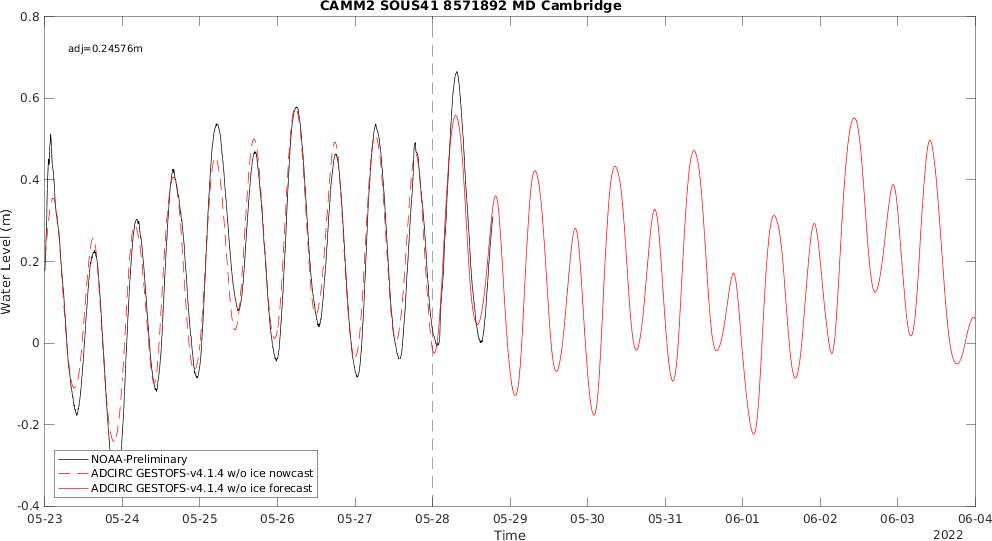 CAMM2 SOUS41 8571892 MD Cambridge
0.8
adj=0.24576m
0.6
0.4
Water Level (m)
0.2
0
-0.2
NOAA-Preliminary
ADCIRC GESTOFS-v4.1.4 w/o ice nowcast
ADCIRC GESTOFS-v4.1.4 w/o ice forecast
-0.4
05-23 05-24 05-25 05-26 05-27 05-28 05-29 05-30 05-31 06-01 06-02 06-03 06-04
Time
2022